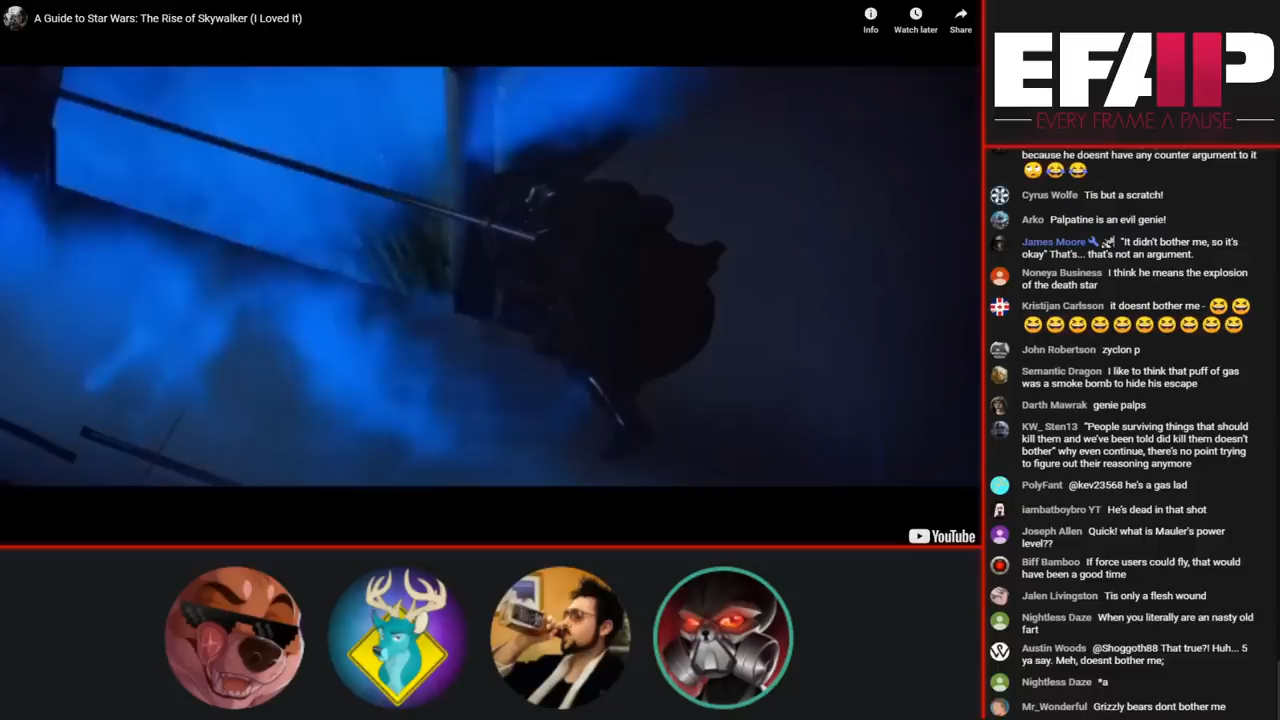 A Guide to Star Wars: The Rise of Skywalker (I Loved It)
Info
Watch later
Share
YouTube
EFAP
EVERY FRAME A PAUSE
because he doesnt have any counter argument to it
🙄 😂 😂
Cyrus Wolfe Tis but a scratch!
Arko Palpatine is an evil genie!
James Moore "It didn't bother me, so it's
okay" That's... that's not an argument.
Noneya Business I think he means the explosion
of the death star
Kristijan Carlsson it doesnt bother me - 😆 😆
😆 😆 😆 😆 😆 😆 😆 😆 😆 😆
John Robertson zyclon p
Semantic Dragon I like to think that puff of gas
was a smoke bomb to hide his escape
Darth Mawrak genie palps
KW_ Sten13 “People surviving things that should
kill them and we've been told did kill them doesn't
bother” why even continue, there's no point trying
to figure out their reasoning anymore
PolyFant @kev23568 he's a gas lad
iambatboybro YT He's dead in that shot
Joseph Allen Quick! what is Mauler's power
level??
Biff Bamboo If force users could fly, that would
have been a good time
Jalen Livingston Tis only a flesh wound
Nightless Daze When you literally are an nasty old
fart
Austin Woods @Shoggoth88 That true?! Huh... 5
ya say. Meh, doesnt bother me;
Nightless Daze *a
Mr_Wonderful Grizzly bears dont bother me